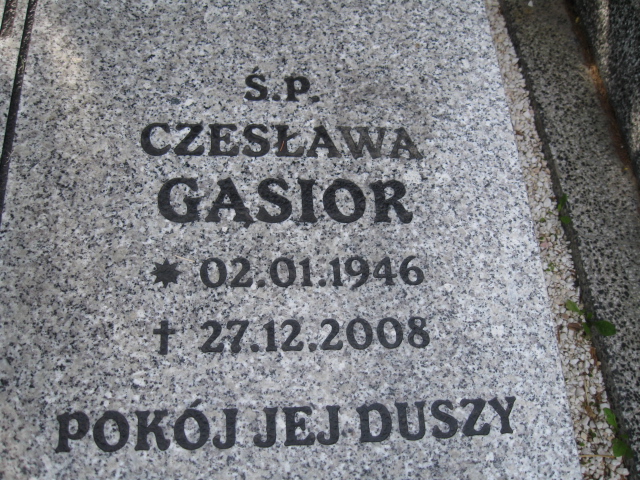 Ś.P.
CZESŁAWA
GĄSIOR
* 02.01.1946
† 27.12.2008
POKÓJ JEJ DUSZY